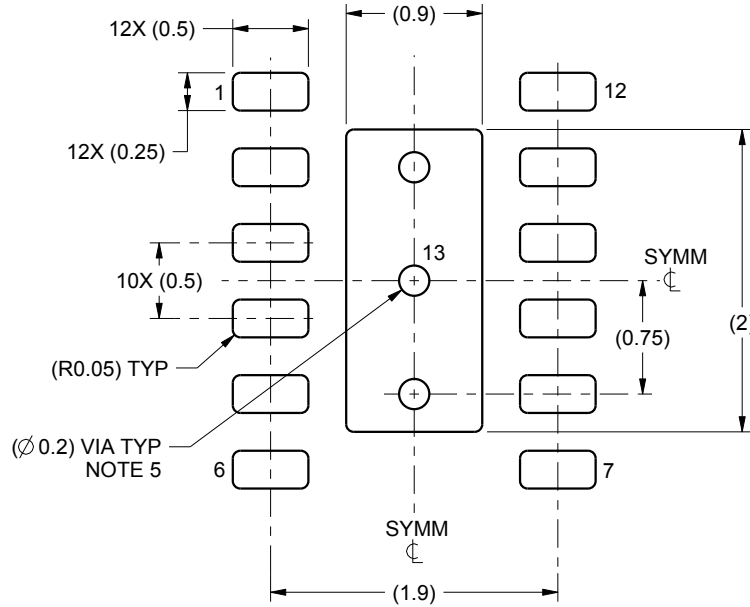 12X (0.5)
(0.9)
1
12
12X (0.25)
13
SYMM
℄
10X (0.5)
(0.75)
(2)
(R0.05) TYP
(∅ 0.2) VIA TYP
NOTE 5
6
7
SYMM
℄
(1.9)